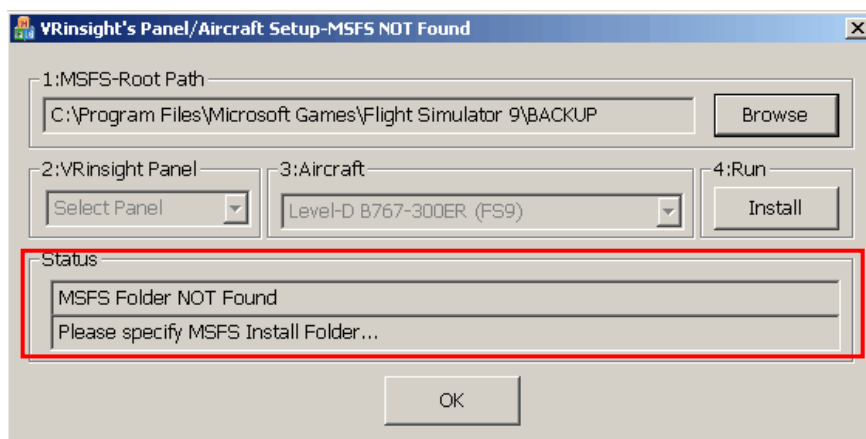 VRinsight's Panel/Aircraft Setup-MSFS NOT Found
1:MSFS-Root Path
C:\Program Files\Microsoft Games\Flight Simulator 9\BACKUP
Browse
2:VRinsight Panel
3:Aircraft
4:Run
Select Panel
Level-D B767-300ER (FS9)
Install
Status
MSFS Folder NOT Found
Please specify MSFS Install Folder...
OK